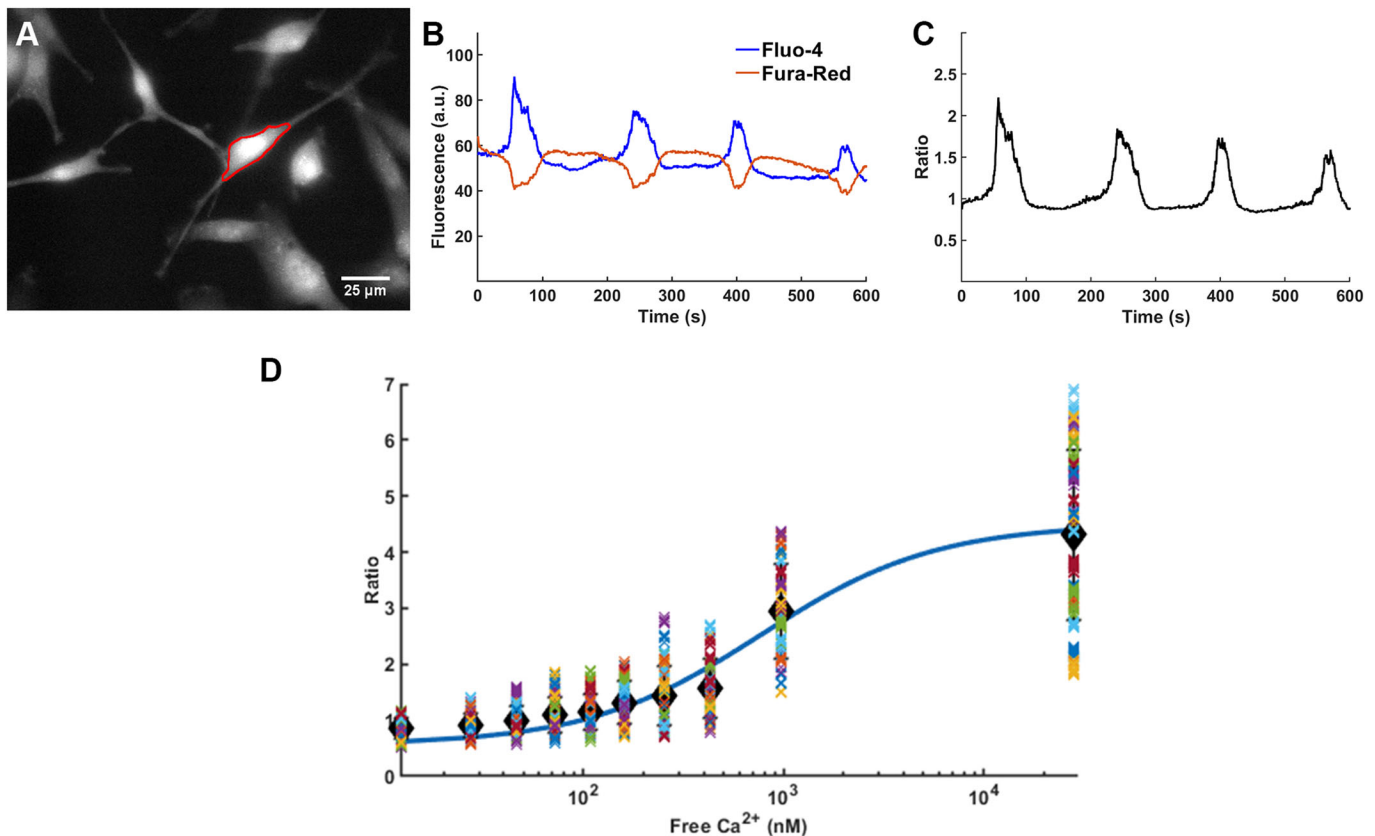 A
25 µm
B
Fluo-4
Fura-Red
100
80
60
40
20
Fluorescence (a.u.)
0 100 200 300 400 500 600
Time (s)
C
2.5
2
1.5
1
0.5
Ratio
0 100 200 300 400 500 600
Time (s)
D
7
6
5
4
3
2
1
0
Ratio
10² 10³ 10⁴
Free Ca²⁺ (nM)